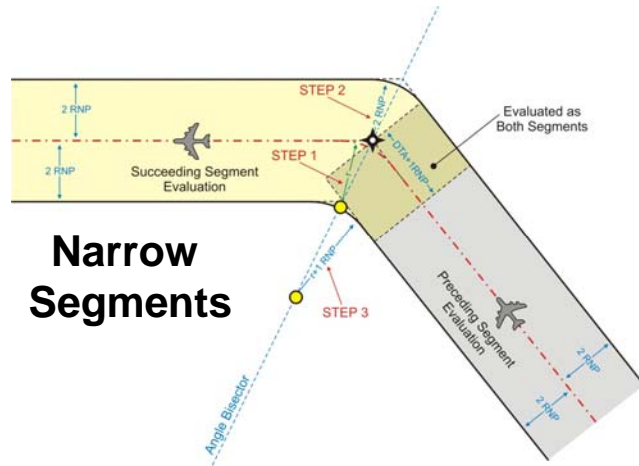 STEP 2
2 RNP
2 RNP
Evaluated as
Both Segments
STEP 1
r
DTA+1RNP
Succeeding Segment
Evaluation
2 RNP
Narrow
Segments
r+1 RNP
STEP 3
Preceding Segment
Evaluation
2 RNP
2 RNP
Angle Bisector